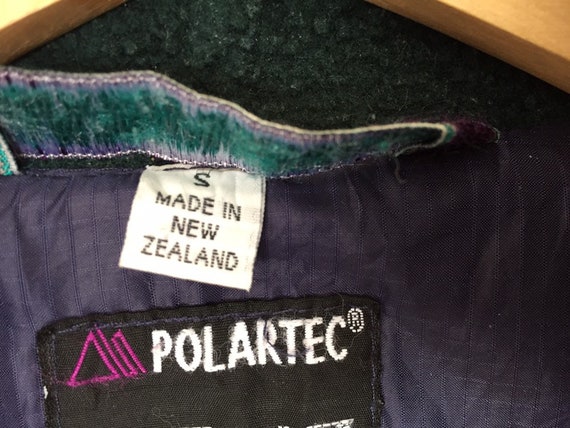 S
MADE IN
NEW
ZEALAND
POLARTEC®